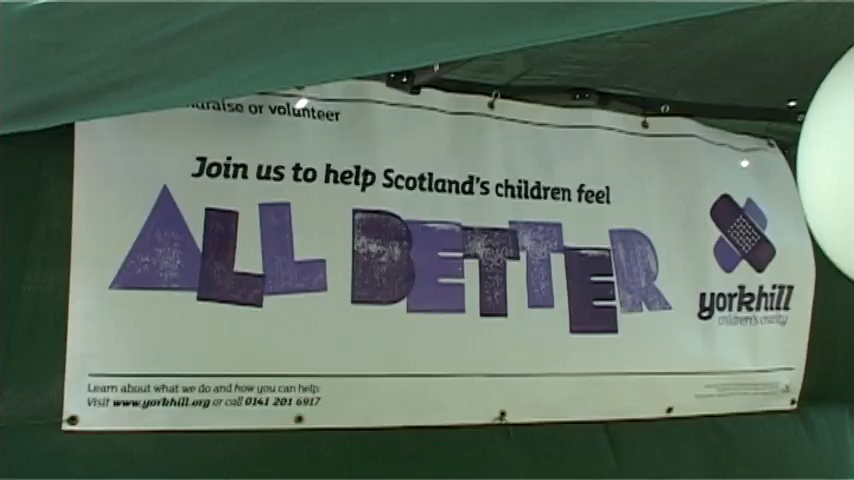 or volunteer
Join us to help Scotland's children feel
ALL BETTER
yorkhill
children's charity
Learn about what we do and how you can help:
Visit www.yorkhill.org or call 0141 201 6917